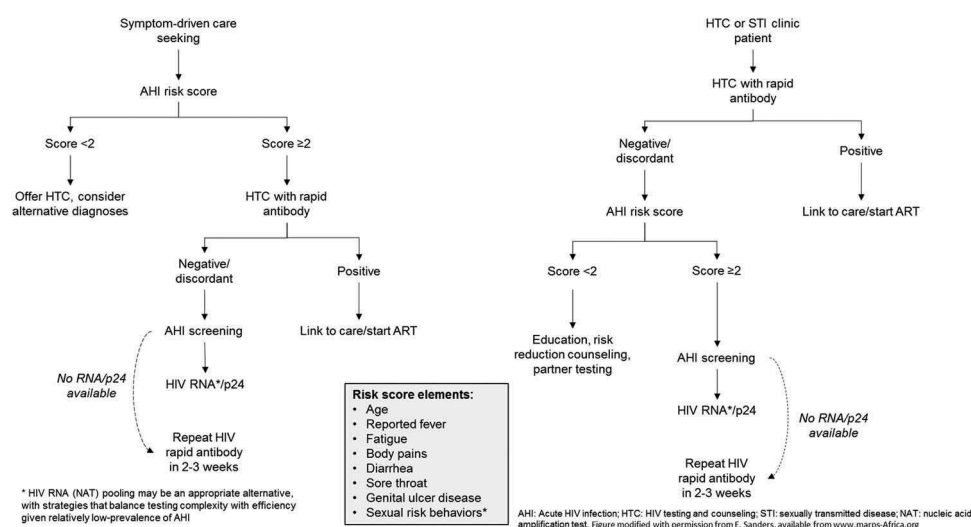 Symptom-driven care
seeking
AHI risk score
Score <2
Score ≥2
Offer HTC, consider
alternative diagnoses
HTC with rapid
antibody
Negative/
discordant
Positive
AHI screening
Link to care/start ART
No RNA/p24
available
HIV RNA*/p24
Repeat HIV
rapid antibody
in 2-3 weeks
* HIV RNA (NAT) pooling may be an appropriate alternative,
with strategies that balance testing complexity with efficiency
given relatively low-prevalence of AHI
Risk score elements:
• Age
• Reported fever
• Fatigue
• Body pains
• Diarrhea
• Sore throat
• Genital ulcer disease
• Sexual risk behaviors*
HTC or STI clinic
patient
HTC with rapid
antibody
Negative/
discordant
Positive
AHI risk score
Link to care/start ART
Score <2
Score ≥2
Education, risk
reduction counseling,
partner testing
AHI screening
HIV RNA*/p24
No RNA/p24
available
Repeat HIV
rapid antibody
in 2-3 weeks
AHI: Acute HIV infection; HTC: HIV testing and counseling; STI: sexually transmitted disease; NAT: nucleic acid
amplification test. Figure modified with permission from E. Sanders, available from www.maros-Africa.org